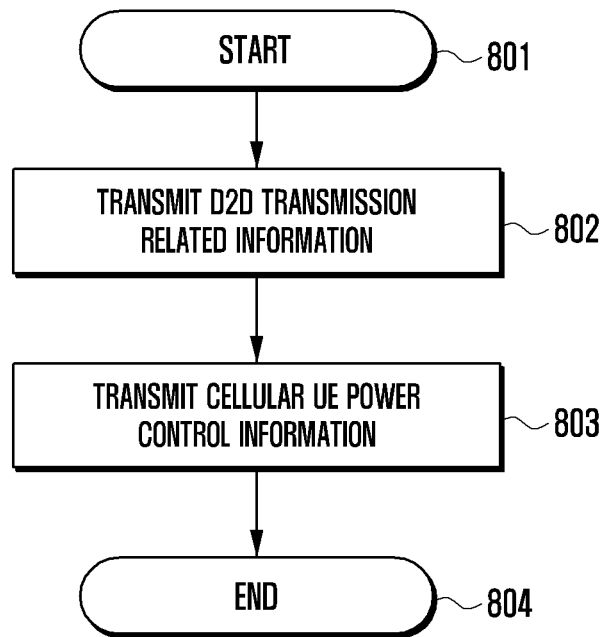 START
801
TRANSMIT D2D TRANSMISSION
RELATED INFORMATION
802
TRANSMIT CELLULAR UE POWER
CONTROL INFORMATION
803
END
804